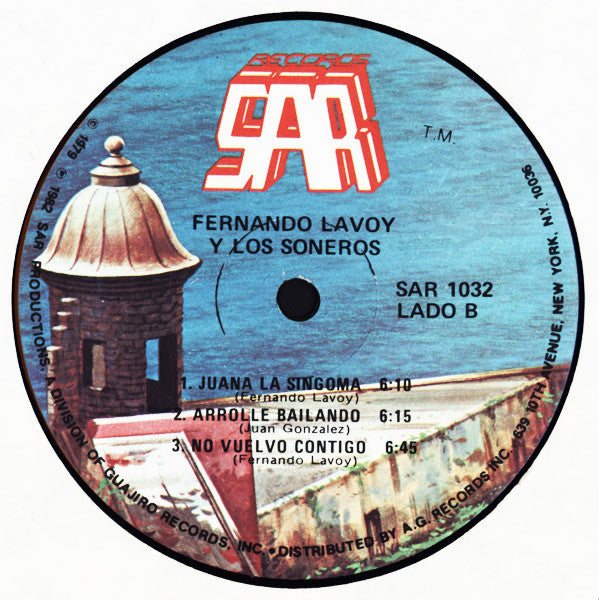 RECORDS
SAR
T.M.
FERNANDO LAVOY
Y LOS SONEROS
SAR 1032
LADO B
1. JUANA LA SINGOMA 6:10
(Fernando Lavoy)
2. ARROLLE BAILANDO 6:15
(Juan Gonzalez)
3. NO VUELVO CONTIGO 6:45
(Fernando Lavoy)
© 1979 ℗ 1982 SAR PRODUCTIONS, A DIVISION OF GUAJIRO RECORDS, INC. • DISTRIBUTED BY A.G. RECORDS INC. • 639 10TH AVENUE, NEW YORK, NY. 10036